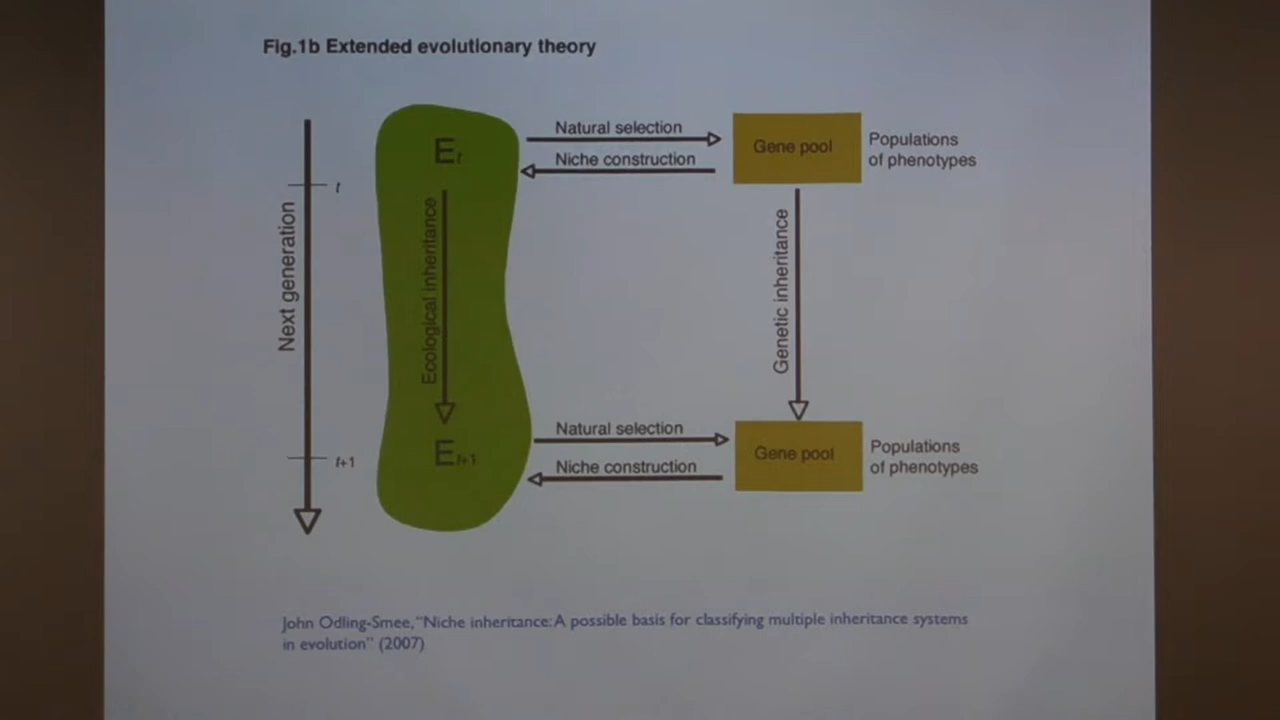 Fig.1b Extended evolutionary theory
Natural selection
Niche construction
Gene pool
Populations
of phenotypes
Et
t
Next generation
Ecological inheritance
Genetic inheritance
Natural selection
Niche construction
Gene pool
Populations
of phenotypes
Et+1
t+1
John Odling-Smee, “Niche inheritance: A possible basis for classifying multiple inheritance systems
in evolution” (2007)